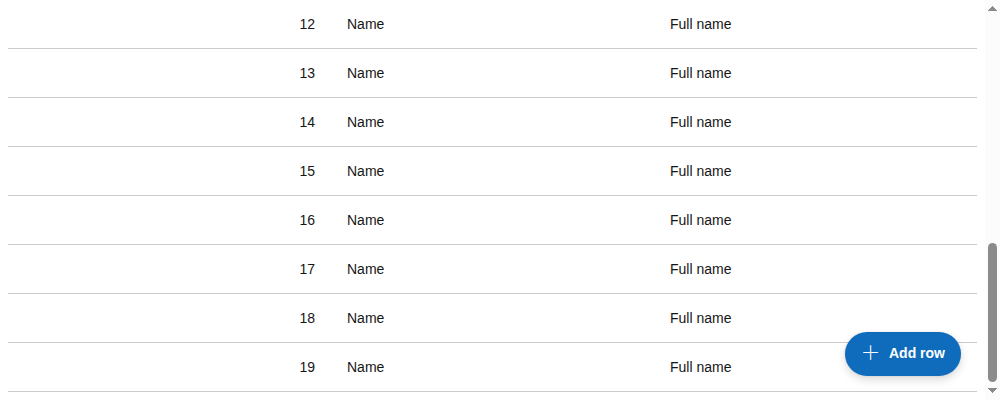 12 Name Full name
13 Name Full name
14 Name Full name
15 Name Full name
16 Name Full name
17 Name Full name
18 Name Full name
Add row
19 Name Full name